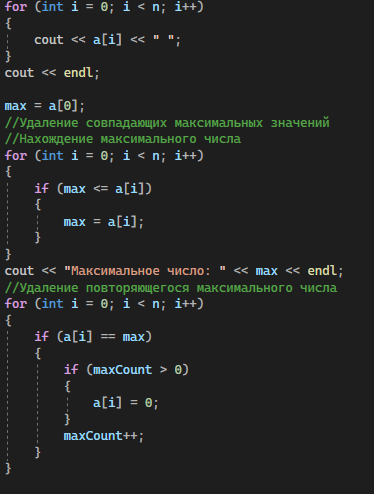 for (int i = 0; i < n; i++)
{
    cout << a[i] << " ";
}
cout << endl;

max = a[0];
//Удаление совпадающих максимальных значений
//Нахождение максимального числа
for (int i = 0; i < n; i++)
{
    if (max <= a[i])
    {
        max = a[i];
    }
}
cout << "Максимальное число: " << max << endl;
//Удаление повторяющегося максимального числа
for (int i = 0; i < n; i++)
{
    if (a[i] == max)
    {
        if (maxCount > 0)
        {
            a[i] = 0;
        }
        maxCount++;
    }
}